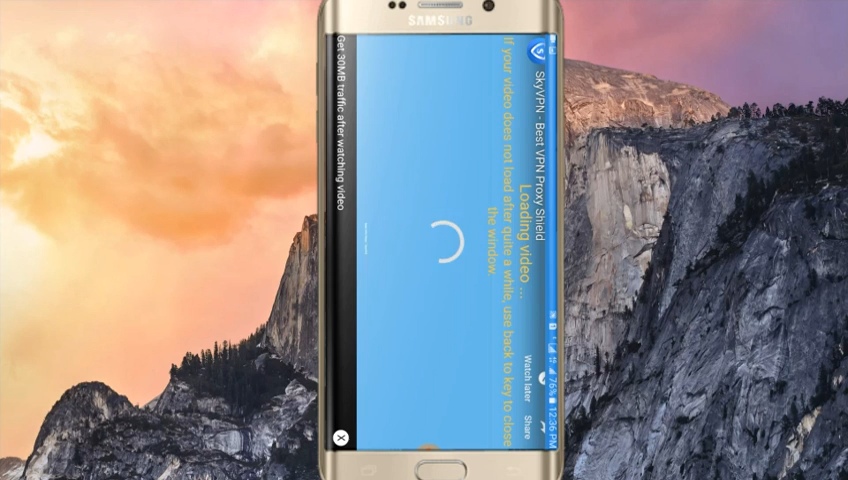 SAMSUNG
76% 12:36 PM
SkyVPN - Best VPN Proxy Shield
Watch later
Share
Loading video ...
If your video does not load after quite a while, use back to key to close
the window.
Get 30MB traffic after watching video
X